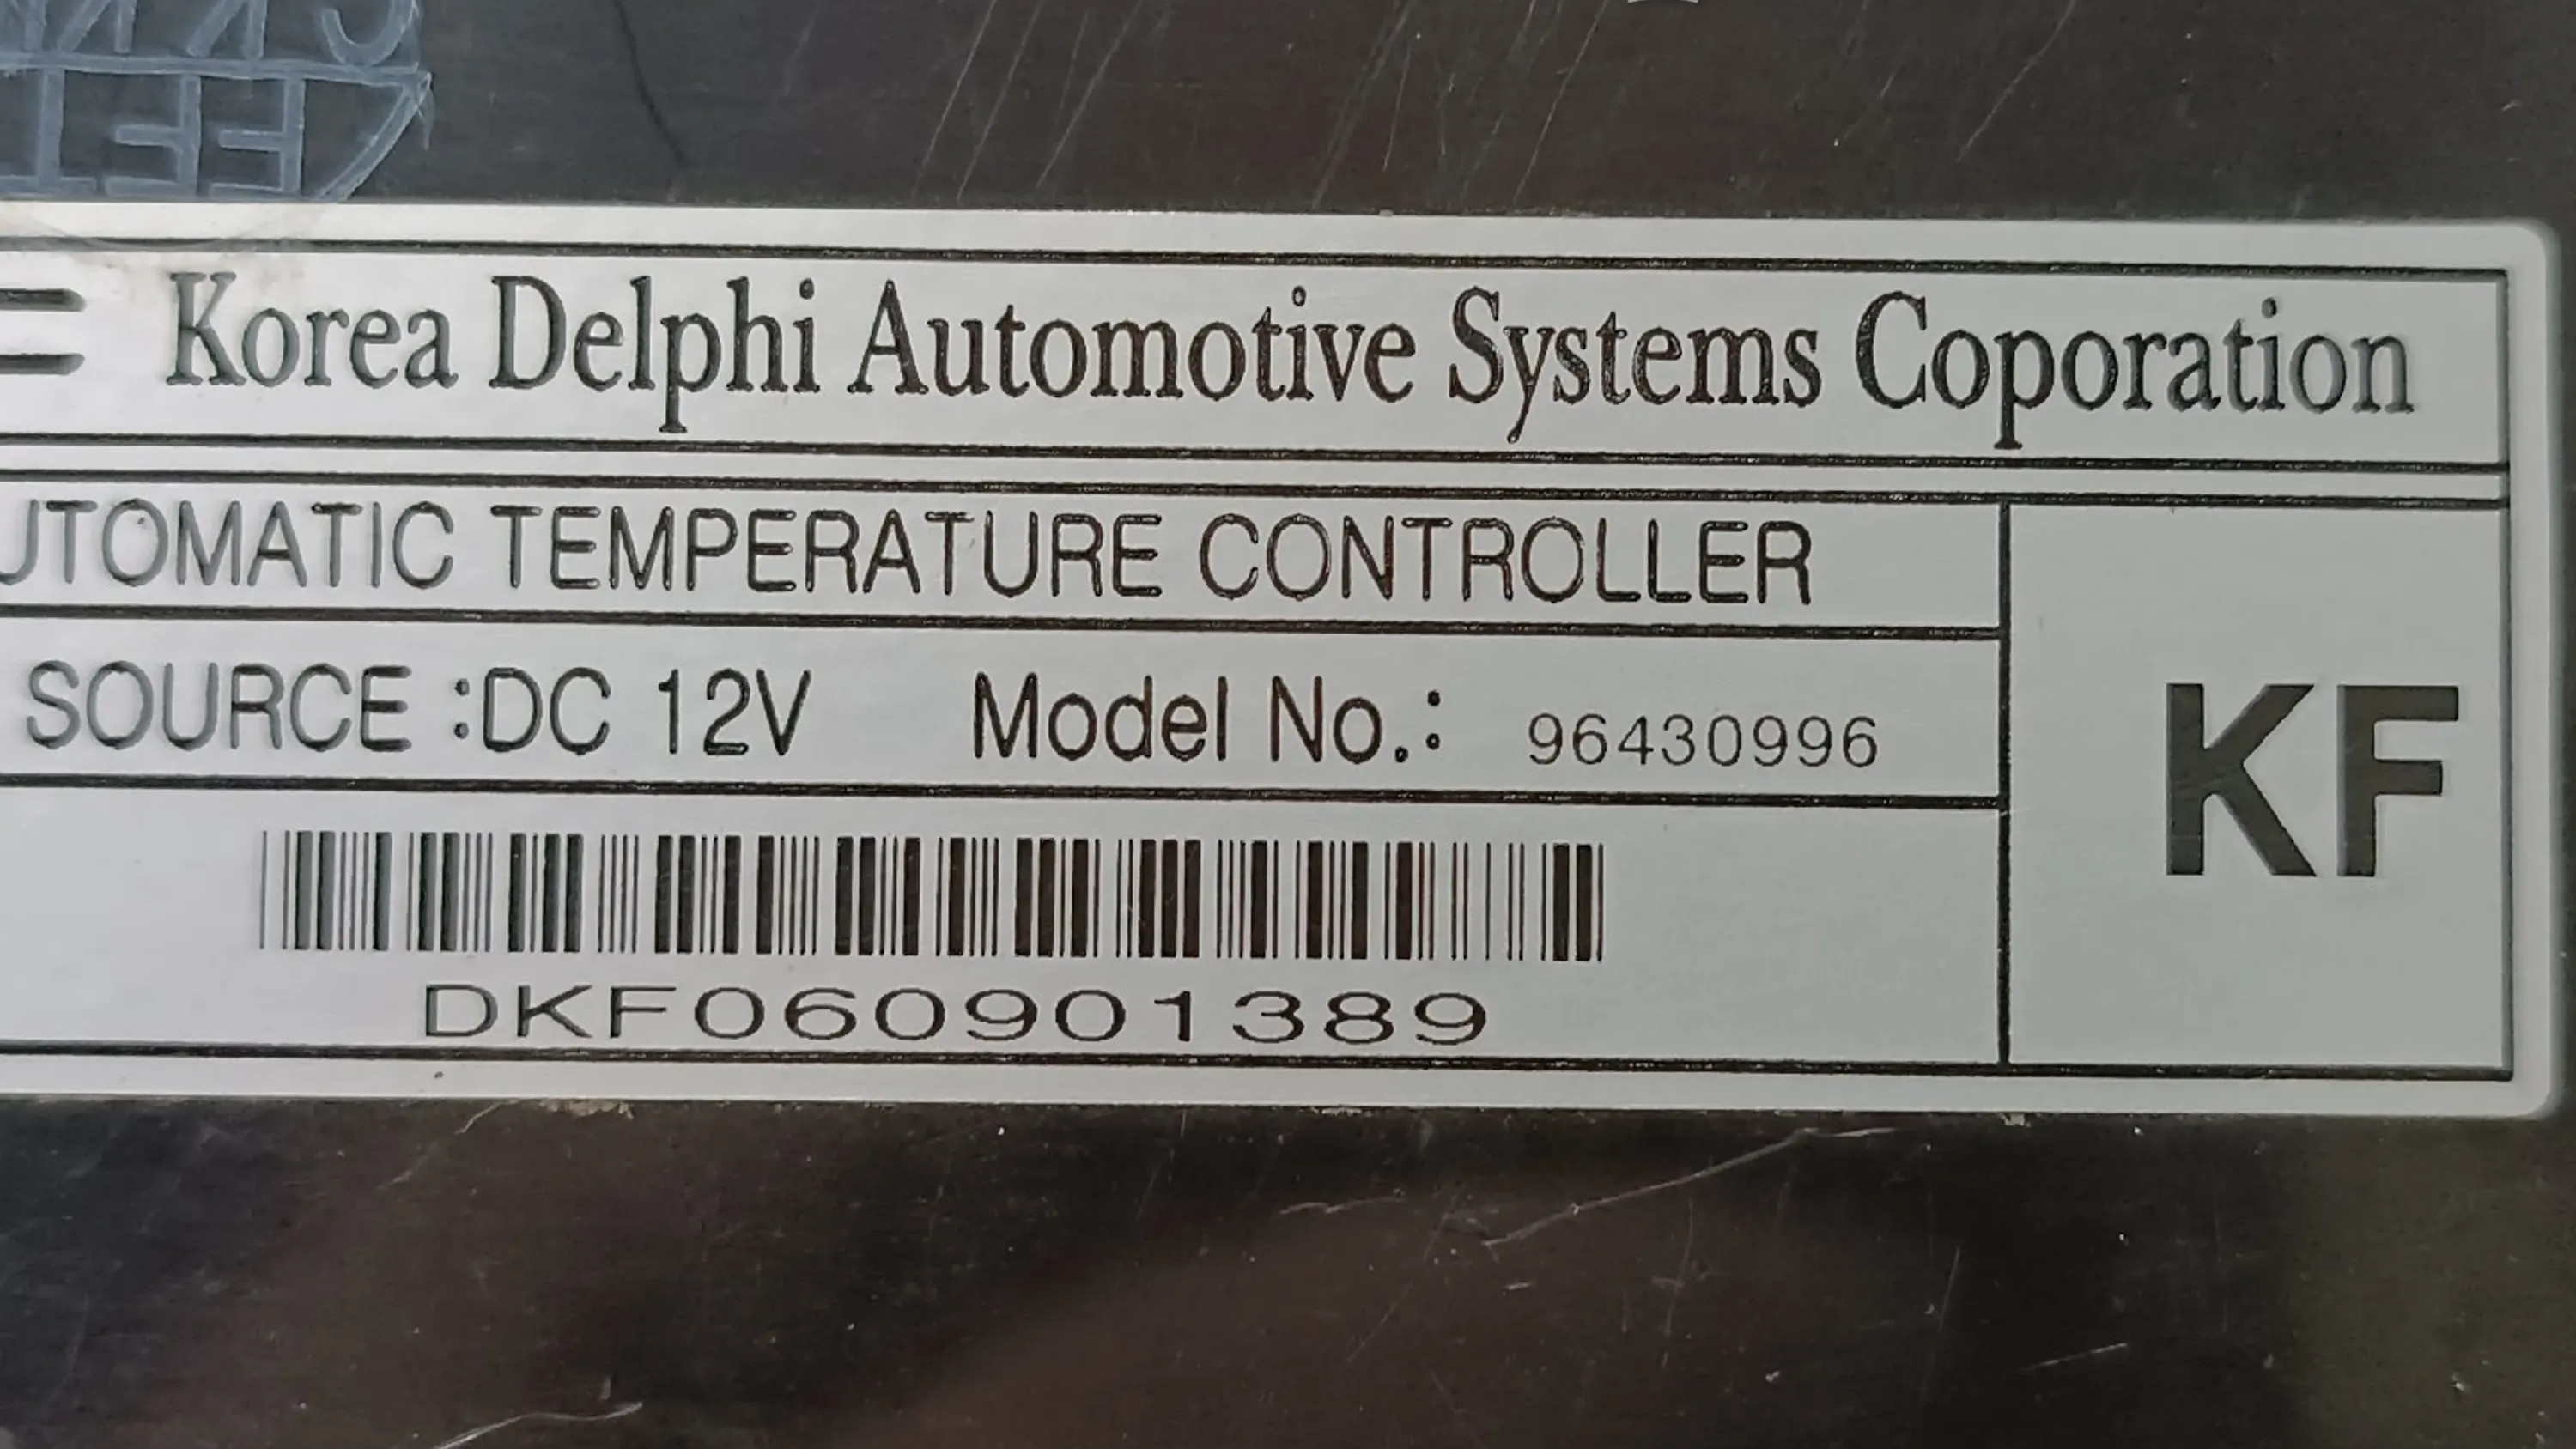 Korea Delphi Automotive Systems Coporation
UTOMATIC TEMPERATURE CONTROLLER
SOURCE :DC 12V Model No.: 96430996
KF
DKF060901389